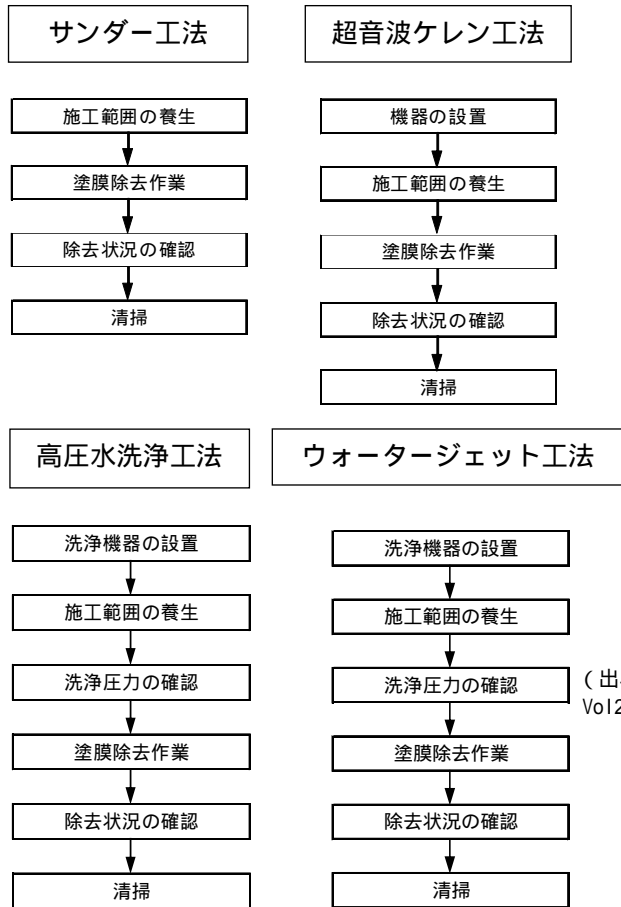 サンダー工法
施工範囲の養生
塗膜除去作業
除去状況の確認
清掃
超音波ケレン工法
機器の設置
施工範囲の養生
塗膜除去作業
除去状況の確認
清掃
高圧水洗浄工法
洗浄機器の設置
施工範囲の養生
洗浄圧力の確認
塗膜除去作業
除去状況の確認
清掃
ウォータージェット工法
洗浄機器の設置
施工範囲の養生
洗浄圧力の確認
塗膜除去作業
除去状況の確認
清掃
（出
Vol2